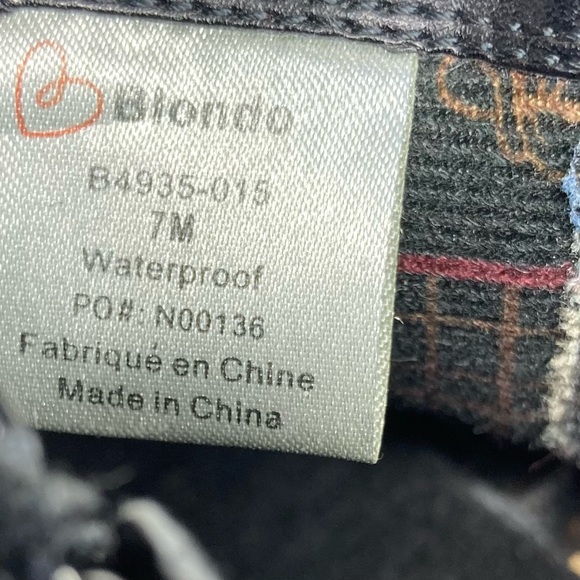 Blondo
B4935-015
7M
Waterproof
PO#: N00136
Fabriqué en Chine
Made in China